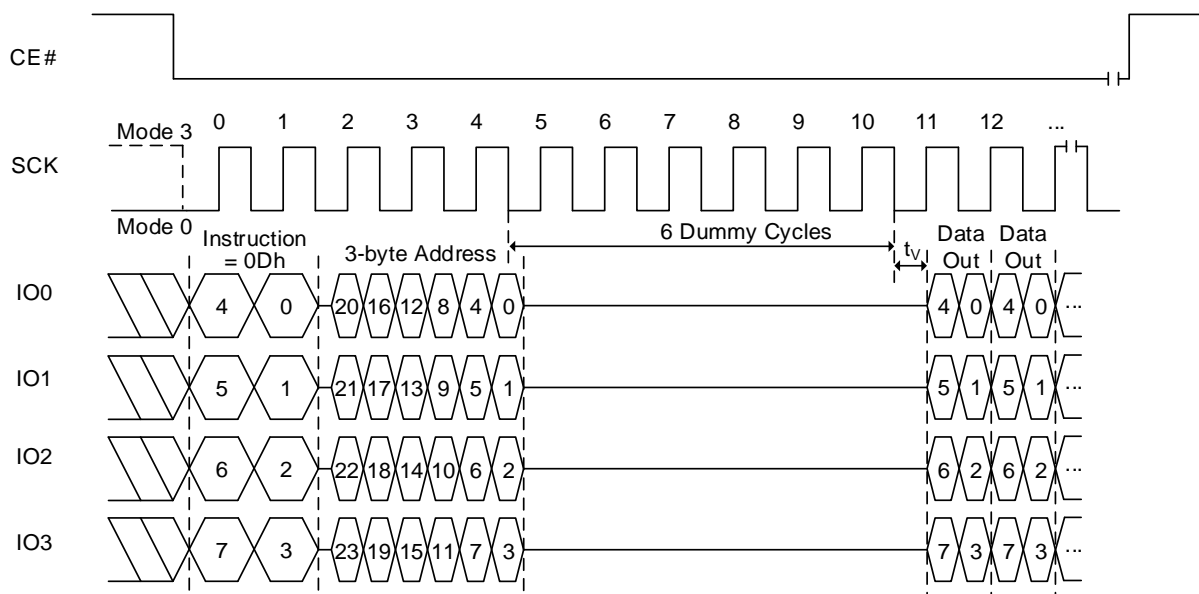 CE#
0 1 2 3 4 5 6 7 8 9 10 11 12 ...
Mode 3
SCK
Mode 0
Instruction
= 0Dh
3-byte Address
6 Dummy Cycles
tV
Data
Out
Data
Out
IO0 4 0 20 16 12 8 4 0 4 0 4 0 ...
IO1 5 1 21 17 13 9 5 1 5 1 5 1 ...
IO2 6 2 22 18 14 10 6 2 6 2 6 2 ...
IO3 7 3 23 19 15 11 7 3 7 3 7 3 ...